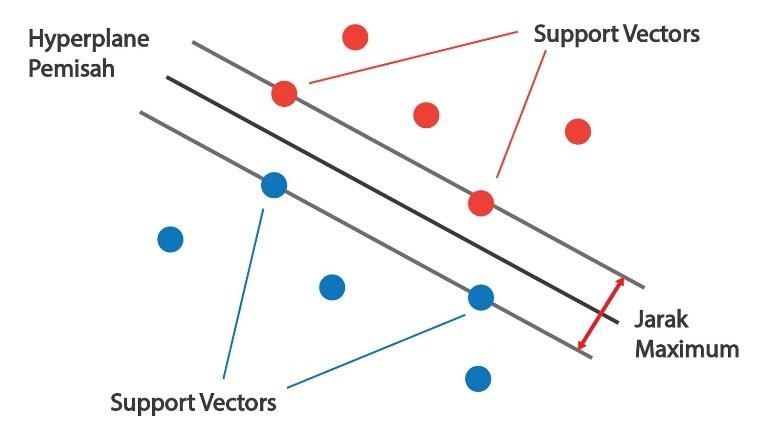 Hyperplane
Pemisah
Support Vectors
Jarak
Maximum
Support Vectors